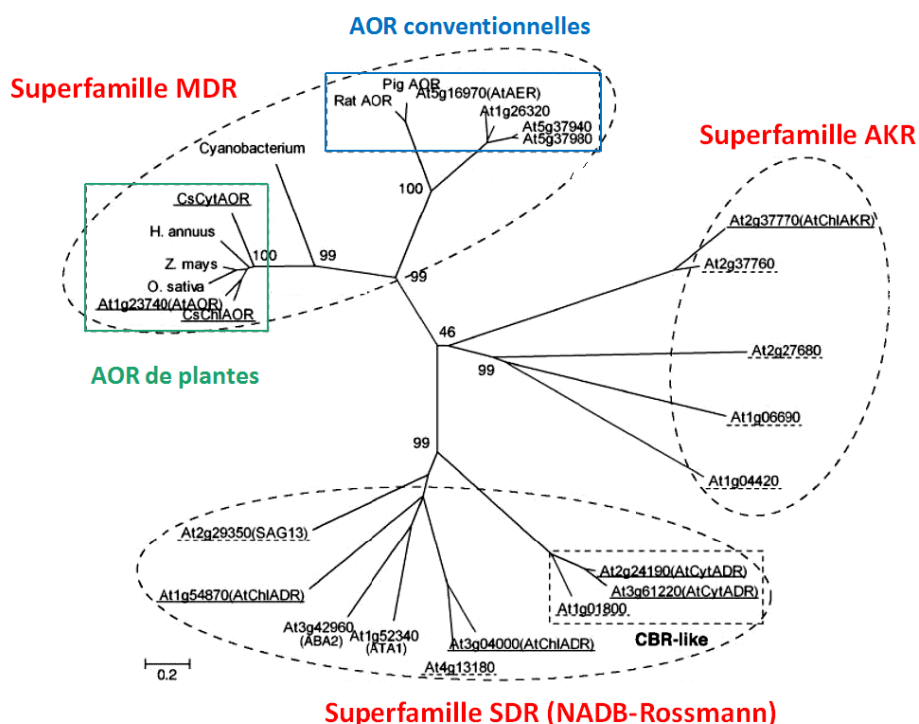 AOR conventionnelles
Superfamille MDR
Pig AOR
At5g16970(AtAER)
Rat AOR
At1g26320
At5g37940
At5g37980
Superfamille AKR
Cyanobacterium
CsCytAOR
100
At2g37770(AtChlAKR)
H. annuus
100
99
Z. mays
At2g37760
99
O. sativa
At1g23740(AtAOR)
CsChlAOR
46
At2g27680
AOR de plantes
99
At1g06690
99
At1g04420
At2g29350(SAG13)
At2g24190(AtCytADR)
At1g54870(AtChlADR)
At3g61220(AtCytADR)
At1g01800
At3g42960
(ABA2)
At1g52340
(ATA1)
At3g04000(AtChlADR)
CBR-like
At4g13180
0.2
Superfamille SDR (NADB-Rossmann)